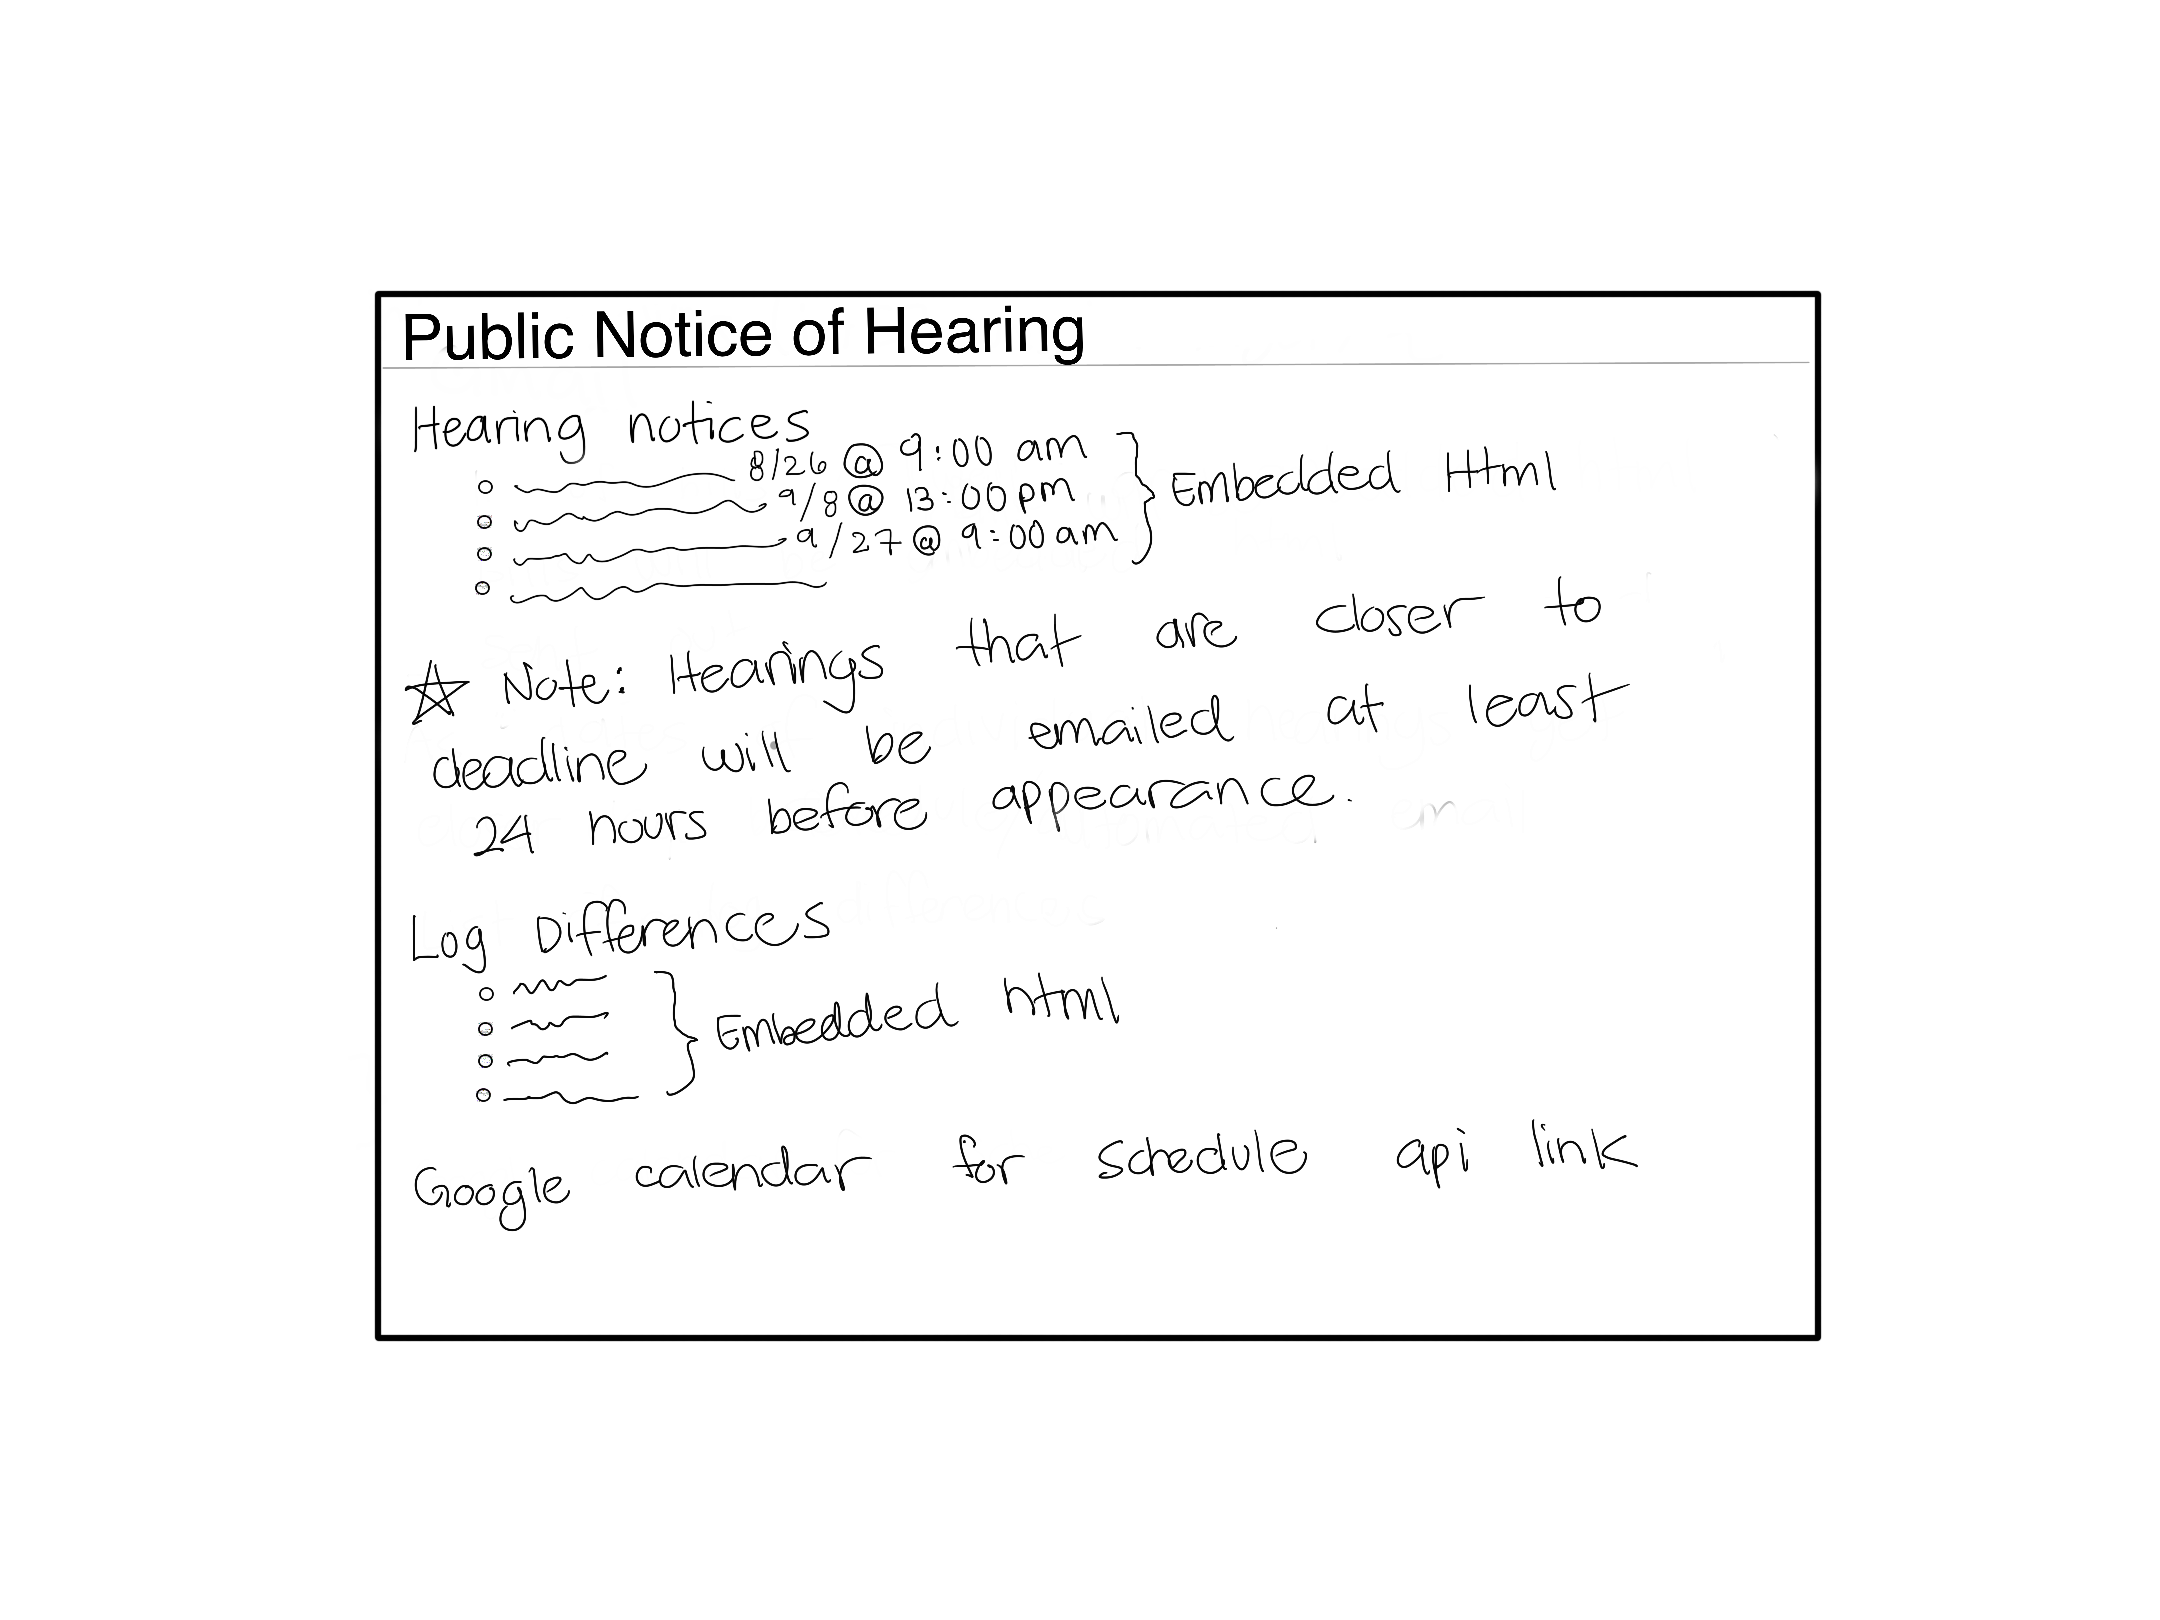 Public Notice of Hearing
Hearing notices
8/26 @ 9:00 am
9/8 @ 13:00 pm
9/27 @ 9:00 am
Embedded Html
Note: Hearings that are closer to
deadline will be emailed at least
24 hours before appearance.
Log Differences
Embedded html
Google calendar for schedule api link